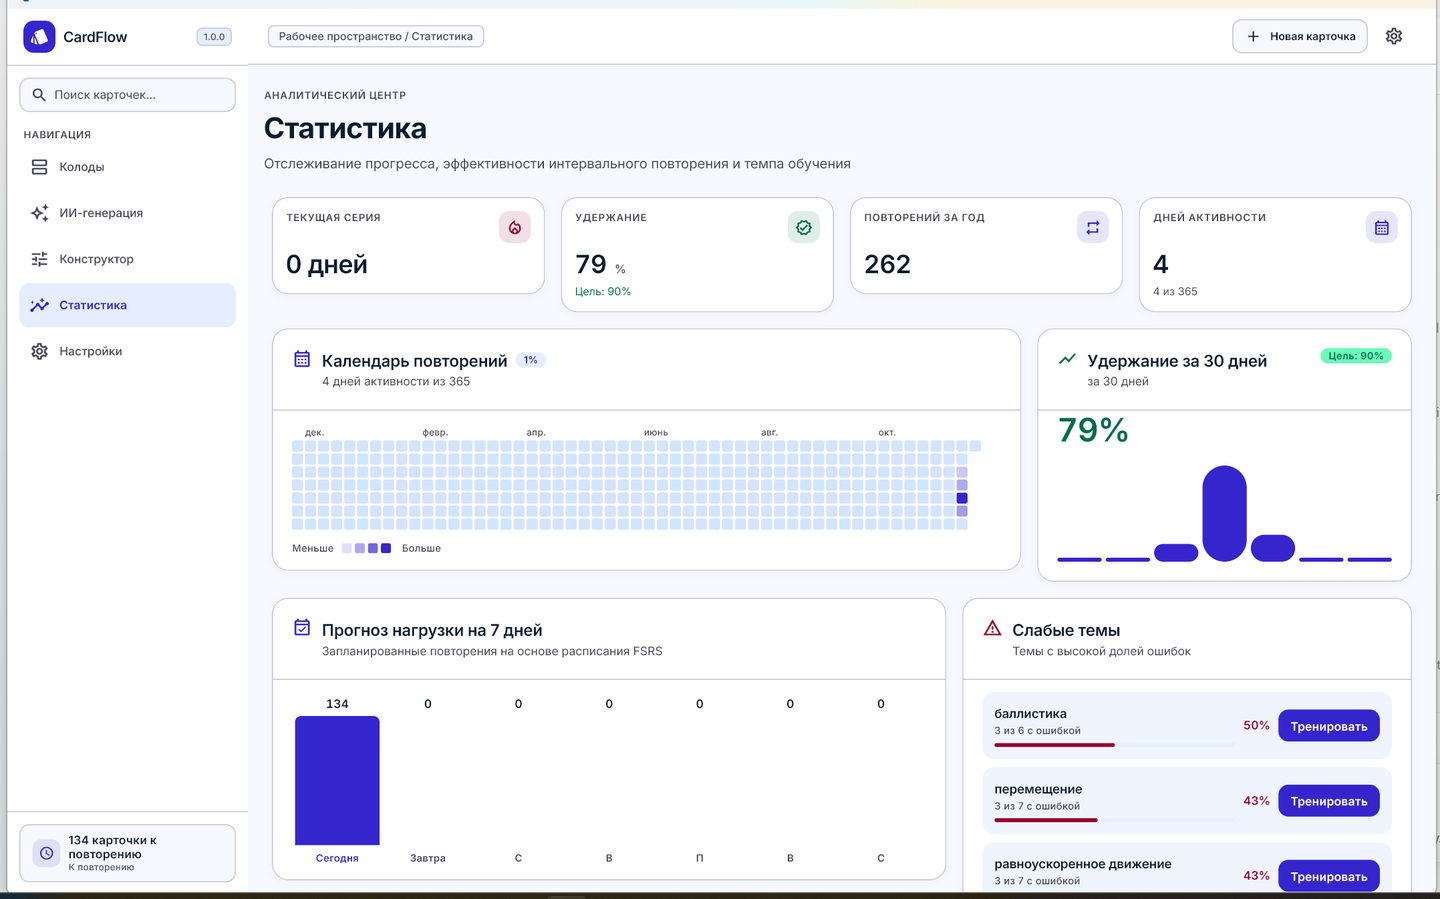 CardFlow
1.0.0
Рабочее пространство / Статистика
Новая карточка
Поиск карточек...
НАВИГАЦИЯ
Колоды
ИИ-генерация
Конструктор
Статистика
Настройки
134 карточки к
повторению
К повторению
АНАЛИТИЧЕСКИЙ ЦЕНТР
Статистика
Отслеживание прогресса, эффективности интервального повторения и темпа обучения
ТЕКУЩАЯ СЕРИЯ
0 дней
УДЕРЖАНИЕ
79 %
Цель: 90%
ПОВТОРЕНИЙ ЗА ГОД
262
ДНЕЙ АКТИВНОСТИ
4
4 из 365
Календарь повторений 1%
4 дней активности из 365
дек. февр. апр. июнь авг. окт.
Меньше Больше
Удержание за 30 дней Цель: 90%
за 30 дней
79%
Прогноз нагрузки на 7 дней
Запланированные повторения на основе расписания FSRS
134 0 0 0 0 0 0
Сегодня Завтра С В П В С
Слабые темы
Темы с высокой долей ошибок
баллистика
3 из 6 с ошибкой
50% Тренировать
перемещение
3 из 7 с ошибкой
43% Тренировать
равноускоренное движение
3 из 7 с ошибкой
43% Тренировать